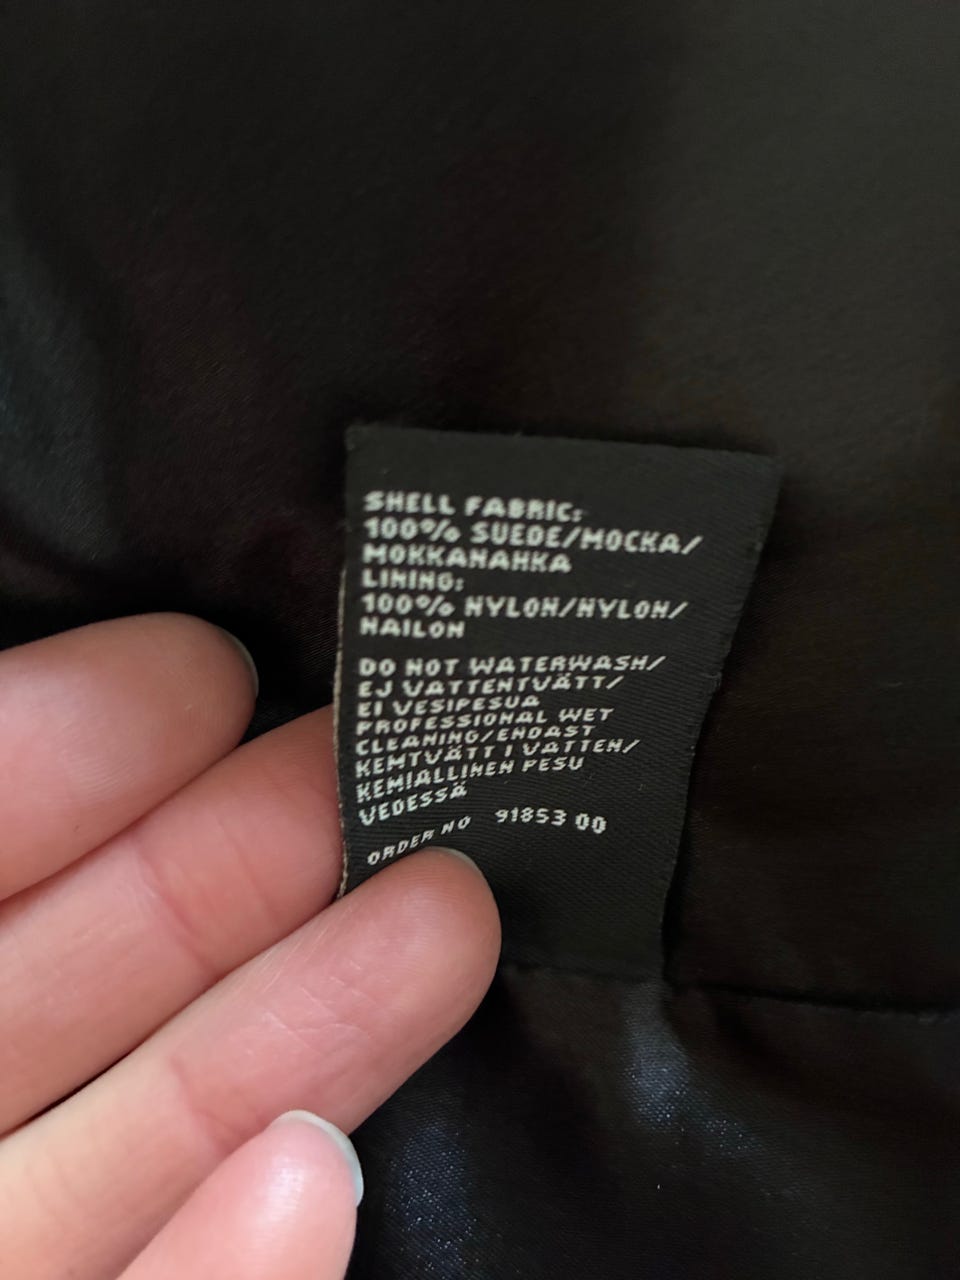 SHELL FABRIC:
100% SUEDE/MOCKA/
MOKKANAHKA
LINING:
100% NYLON/NYLON/
NAILON
DO NOT WATERWASH/
EJ VATTENTVÄTT/
EI VESIPESUA
PROFESSIONAL WET
CLEANING/ENDAST
KEMTVÄTT I VATTEN/
KEMIALLINEN PESU
VEDESSÄ
ORDER NO 91853 00